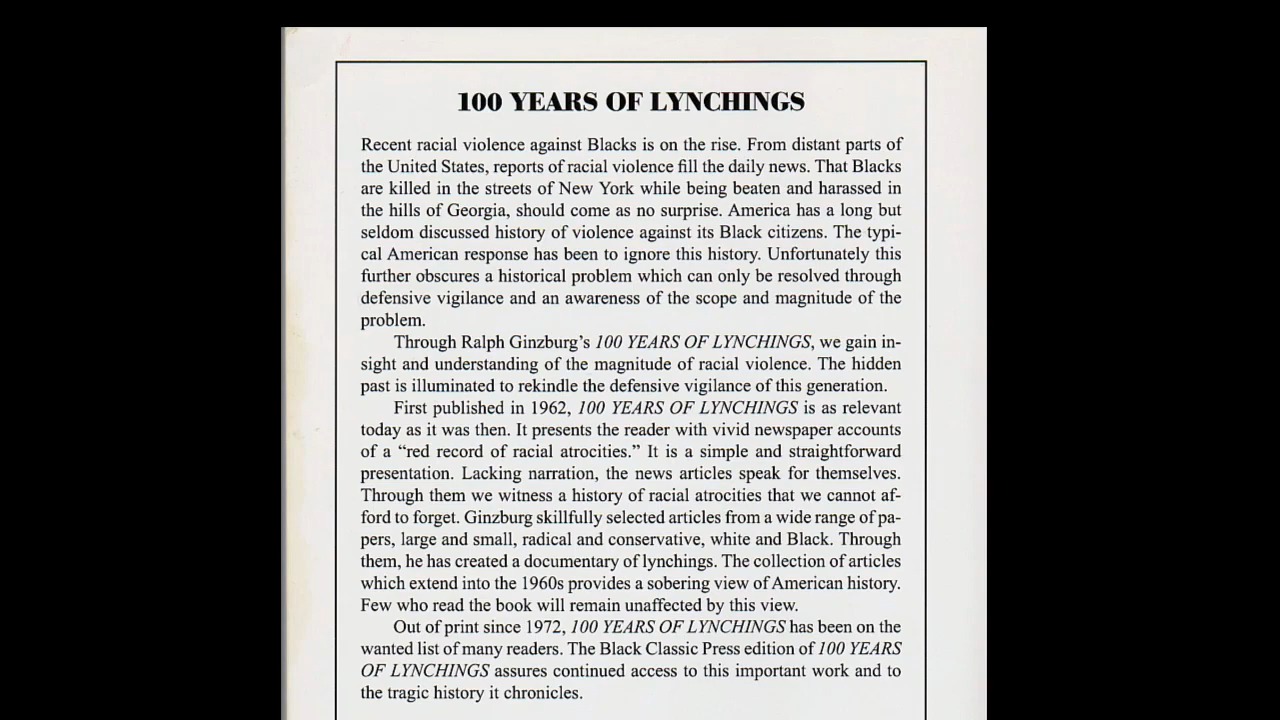 100 YEARS OF LYNCHINGS
Recent racial violence against Blacks is on the rise. From distant parts of
the United States, reports of racial violence fill the daily news. That Blacks
are killed in the streets of New York while being beaten and harassed in
the hills of Georgia, should come as no surprise. America has a long but
seldom discussed history of violence against its Black citizens. The typi-
cal American response has been to ignore this history. Unfortunately this
further obscures a historical problem which can only be resolved through
defensive vigilance and an awareness of the scope and magnitude of the
problem.
Through Ralph Ginzburg’s 100 YEARS OF LYNCHINGS, we gain in-
sight and understanding of the magnitude of racial violence. The hidden
past is illuminated to rekindle the defensive vigilance of this generation.
First published in 1962, 100 YEARS OF LYNCHINGS is as relevant
today as it was then. It presents the reader with vivid newspaper accounts
of a “red record of racial atrocities.” It is a simple and straightforward
presentation. Lacking narration, the news articles speak for themselves.
Through them we witness a history of racial atrocities that we cannot af-
ford to forget. Ginzburg skillfully selected articles from a wide range of pa-
pers, large and small, radical and conservative, white and Black. Through
them, he has created a documentary of lynchings. The collection of articles
which extend into the 1960s provides a sobering view of American history.
Few who read the book will remain unaffected by this view.
Out of print since 1972, 100 YEARS OF LYNCHINGS has been on the
wanted list of many readers. The Black Classic Press edition of 100 YEARS
OF LYNCHINGS assures continued access to this important work and to
the tragic history it chronicles.